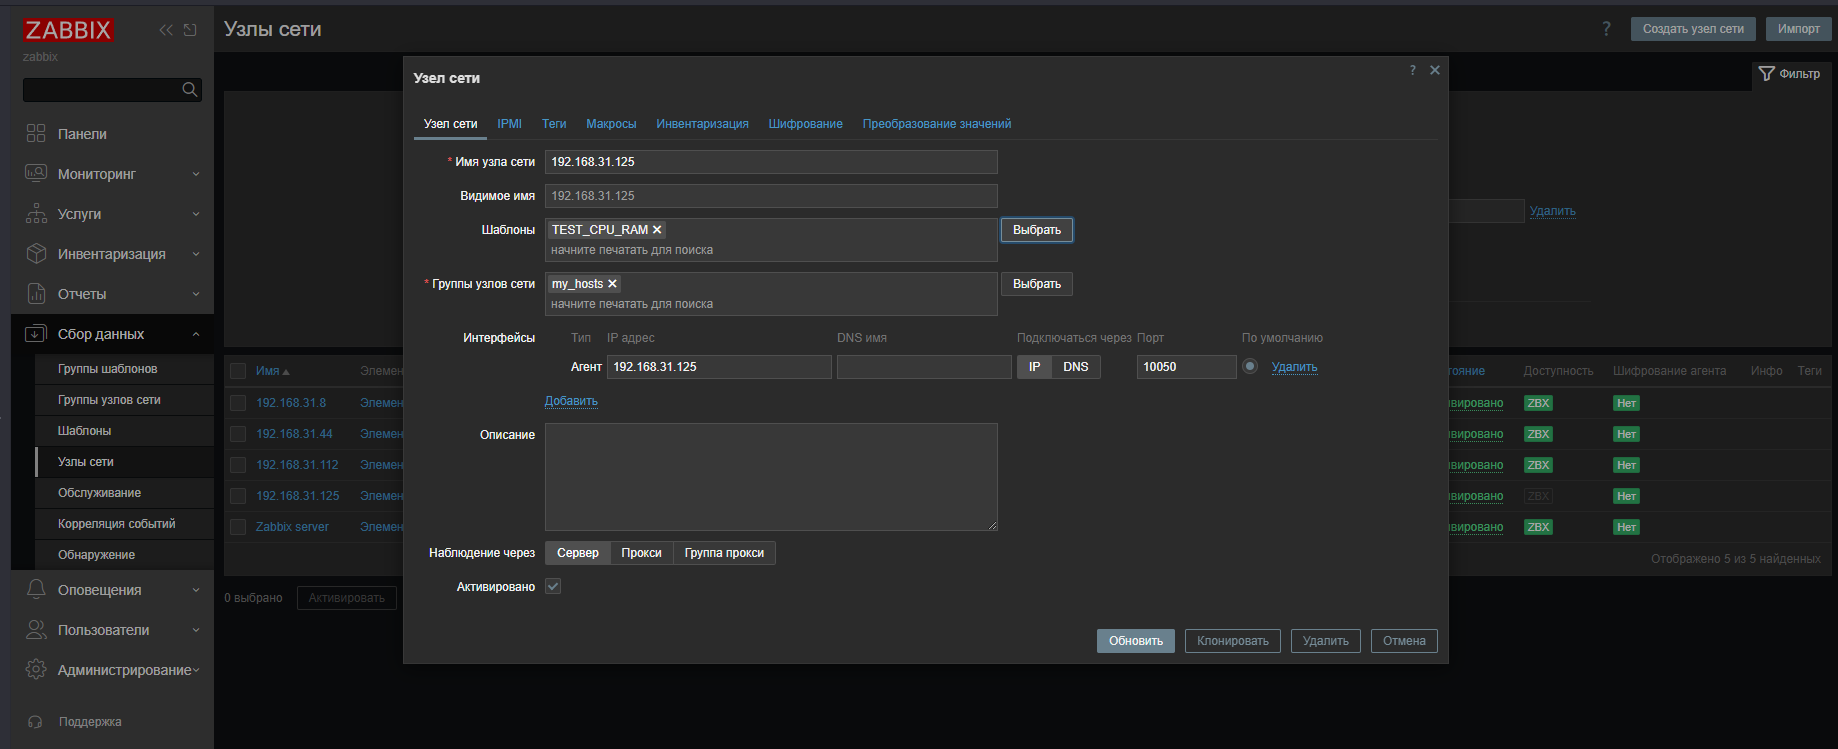 ZABBIX
zabbix
Панели
Мониторинг
Услуги
Инвентаризация
Отчеты
Сбор данных
Группы шаблонов
Группы узлов сети
Шаблоны
Узлы сети
Обслуживание
Корреляция событий
Обнаружение
Оповещения
Пользователи
Администрирование
Поддержка
Узлы сети
? Создать узел сети Импорт
Фильтр
Удалить
Узел сети ?
Узел сети IPMI Теги Макросы Инвентаризация Шифрование Преобразование значений
* Имя узла сети 192.168.31.125
Видимое имя 192.168.31.125
Шаблоны TEST_CPU_RAM Выбрать
начните печатать для поиска
* Группы узлов сети my_hosts Выбрать
начните печатать для поиска
Интерфейсы Тип IP адрес DNS имя Подключаться через Порт По умолчанию
Агент 192.168.31.125 IP DNS 10050 Удалить
Добавить
Описание
Наблюдение через Сервер Прокси Группа прокси
Активировано
Обновить Клонировать Удалить Отмена
Имя Элемен тояние Доступность Шифрование агента Инфо Теги
192.168.31.8 Элемен ивировано ZBX Нет
192.168.31.44 Элемен ивировано ZBX Нет
192.168.31.112 Элемен ивировано ZBX Нет
192.168.31.125 Элемен ивировано ZBX Нет
Zabbix server Элемен ивировано ZBX Нет
Отображено 5 из 5 найденных
0 выбрано Активировать